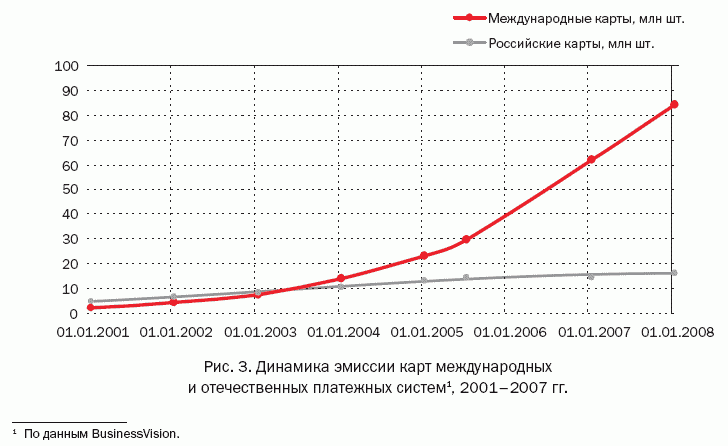 Международные карты, млн шт.
Российские карты, млн шт.
100
90
80
70
60
50
40
30
20
10
0
01.01.2001 01.01.2002 01.01.2003 01.01.2004 01.01.2005 01.01.2006 01.01.2007 01.01.2008
Рис. 3. Динамика эмиссии карт международных
и отечественных платежных систем¹, 2001–2007 гг.
¹ По данным BusinessVision.